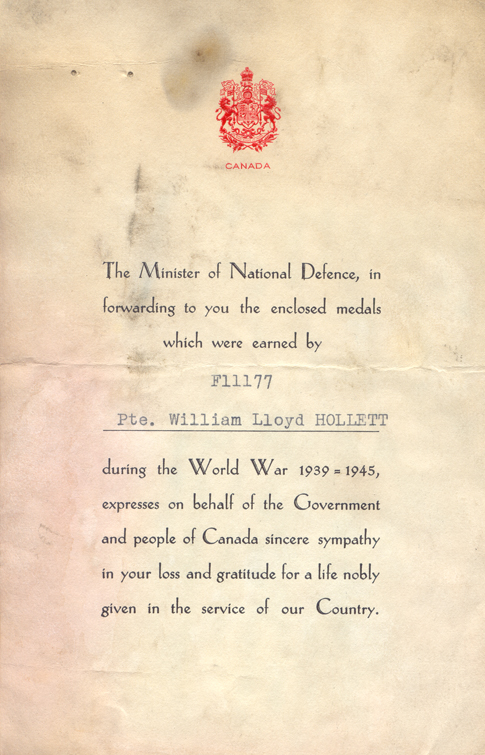 CANADA
The Minister of National Defence, in
forwarding to you the enclosed medals
which were earned by
F11177
Pte. William Lloyd HOLLETT
during the World War 1939=1945,
expresses on behalf of the Government
and people of Canada sincere sympathy
in your loss and gratitude for a life nobly
given in the service of our Country.